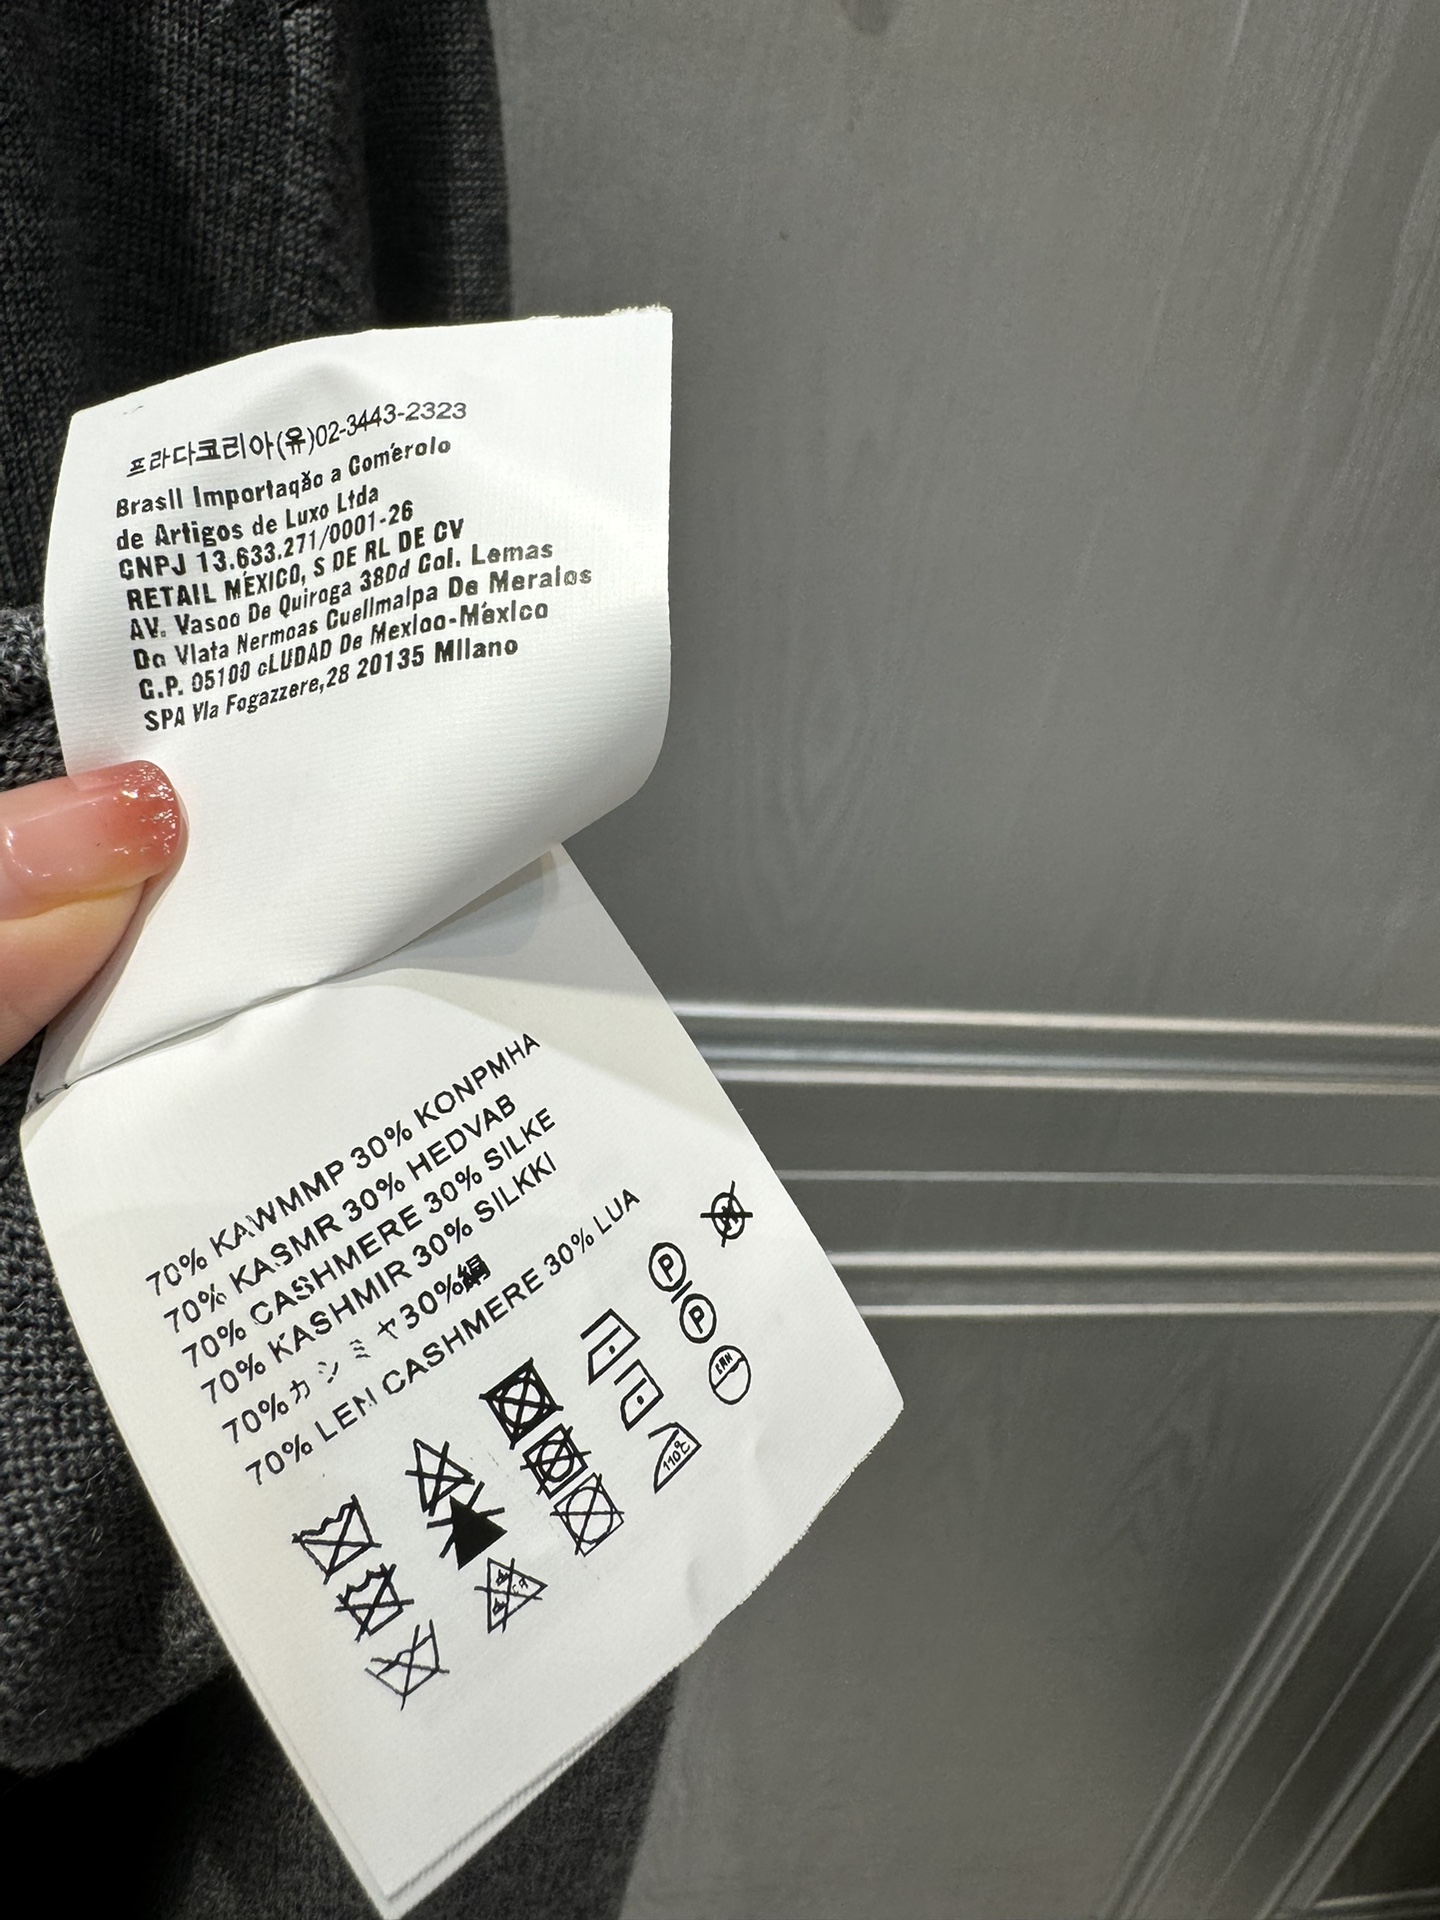 프라다코리아(유)02-3443-2323
Brasll Importaqão a Comérolo
de Artigos de Luxo Ltda
CNPJ 13.633.271/0001-26
RETAIL MÉXICO, S DE RL DE CV
AV. Vasoo De Quiroga 380d Col. Lemas
Da Vlata Nermoas Cuellmalpa De Meralos
C.P. 05100 cLUDAD De Mexloo-Méxlco
SPA Vla Fogazzere,28 20135 Mllano
70% KAWMMP 30% KONPMHA
70% KASMR 30% HEDVAB
70% CASHMERE 30% SILKE
70% KASHMIR 30% SILKKI
70%カシミヤ30%絹
70% LEN CASHMERE 30% LUA
P
P
110℃